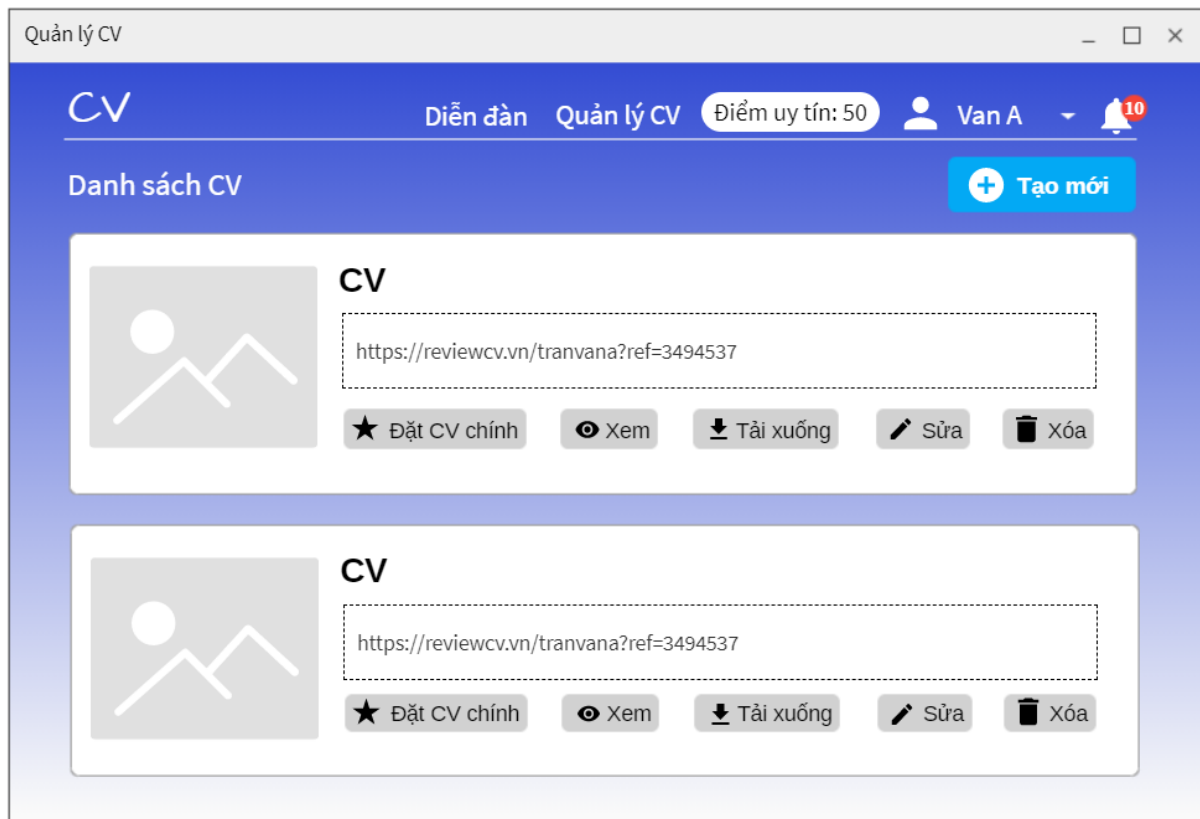 Quản lý CV
CV
Diễn đàn Quản lý CV Điểm uy tín: 50 Van A 10
Danh sách CV
Tạo mới
CV
https://reviewcv.vn/tranvana?ref=3494537
Đặt CV chính Xem Tải xuống Sửa Xóa
CV
https://reviewcv.vn/tranvana?ref=3494537
Đặt CV chính Xem Tải xuống Sửa Xóa